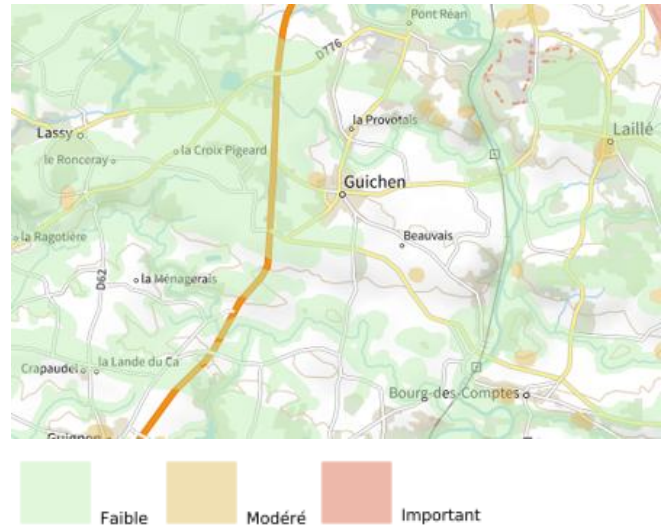 Pont Réan
D776
la Provotais
Lassy
Laillé
le Ronceray
la Croix Pigeard
Guichen
la Ragotière
Beauvais
D62
la Ménagerais
la Lande du Ca
Crapaudel
Bourg-des-Comptes
Faible
Modéré
Important